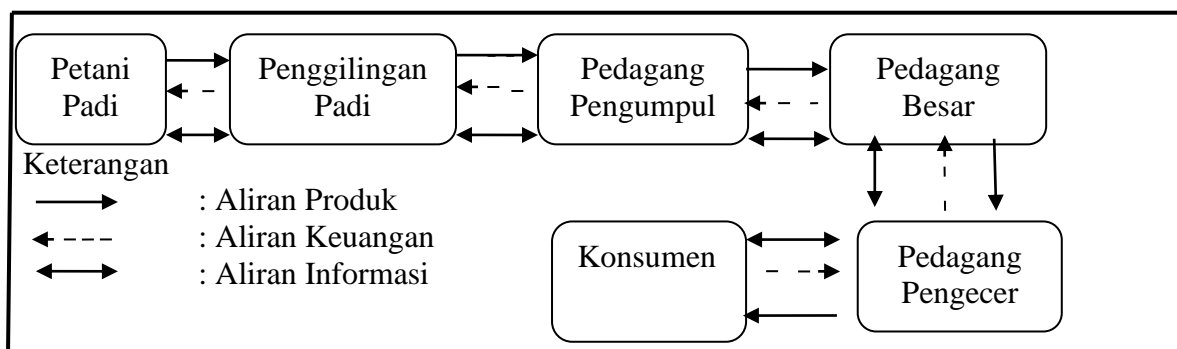 Petani
Padi
Penggilingan
Padi
Pedagang
Pengumpul
Pedagang
Besar
Keterangan
: Aliran Produk
: Aliran Keuangan
: Aliran Informasi
Konsumen
Pedagang
Pengecer